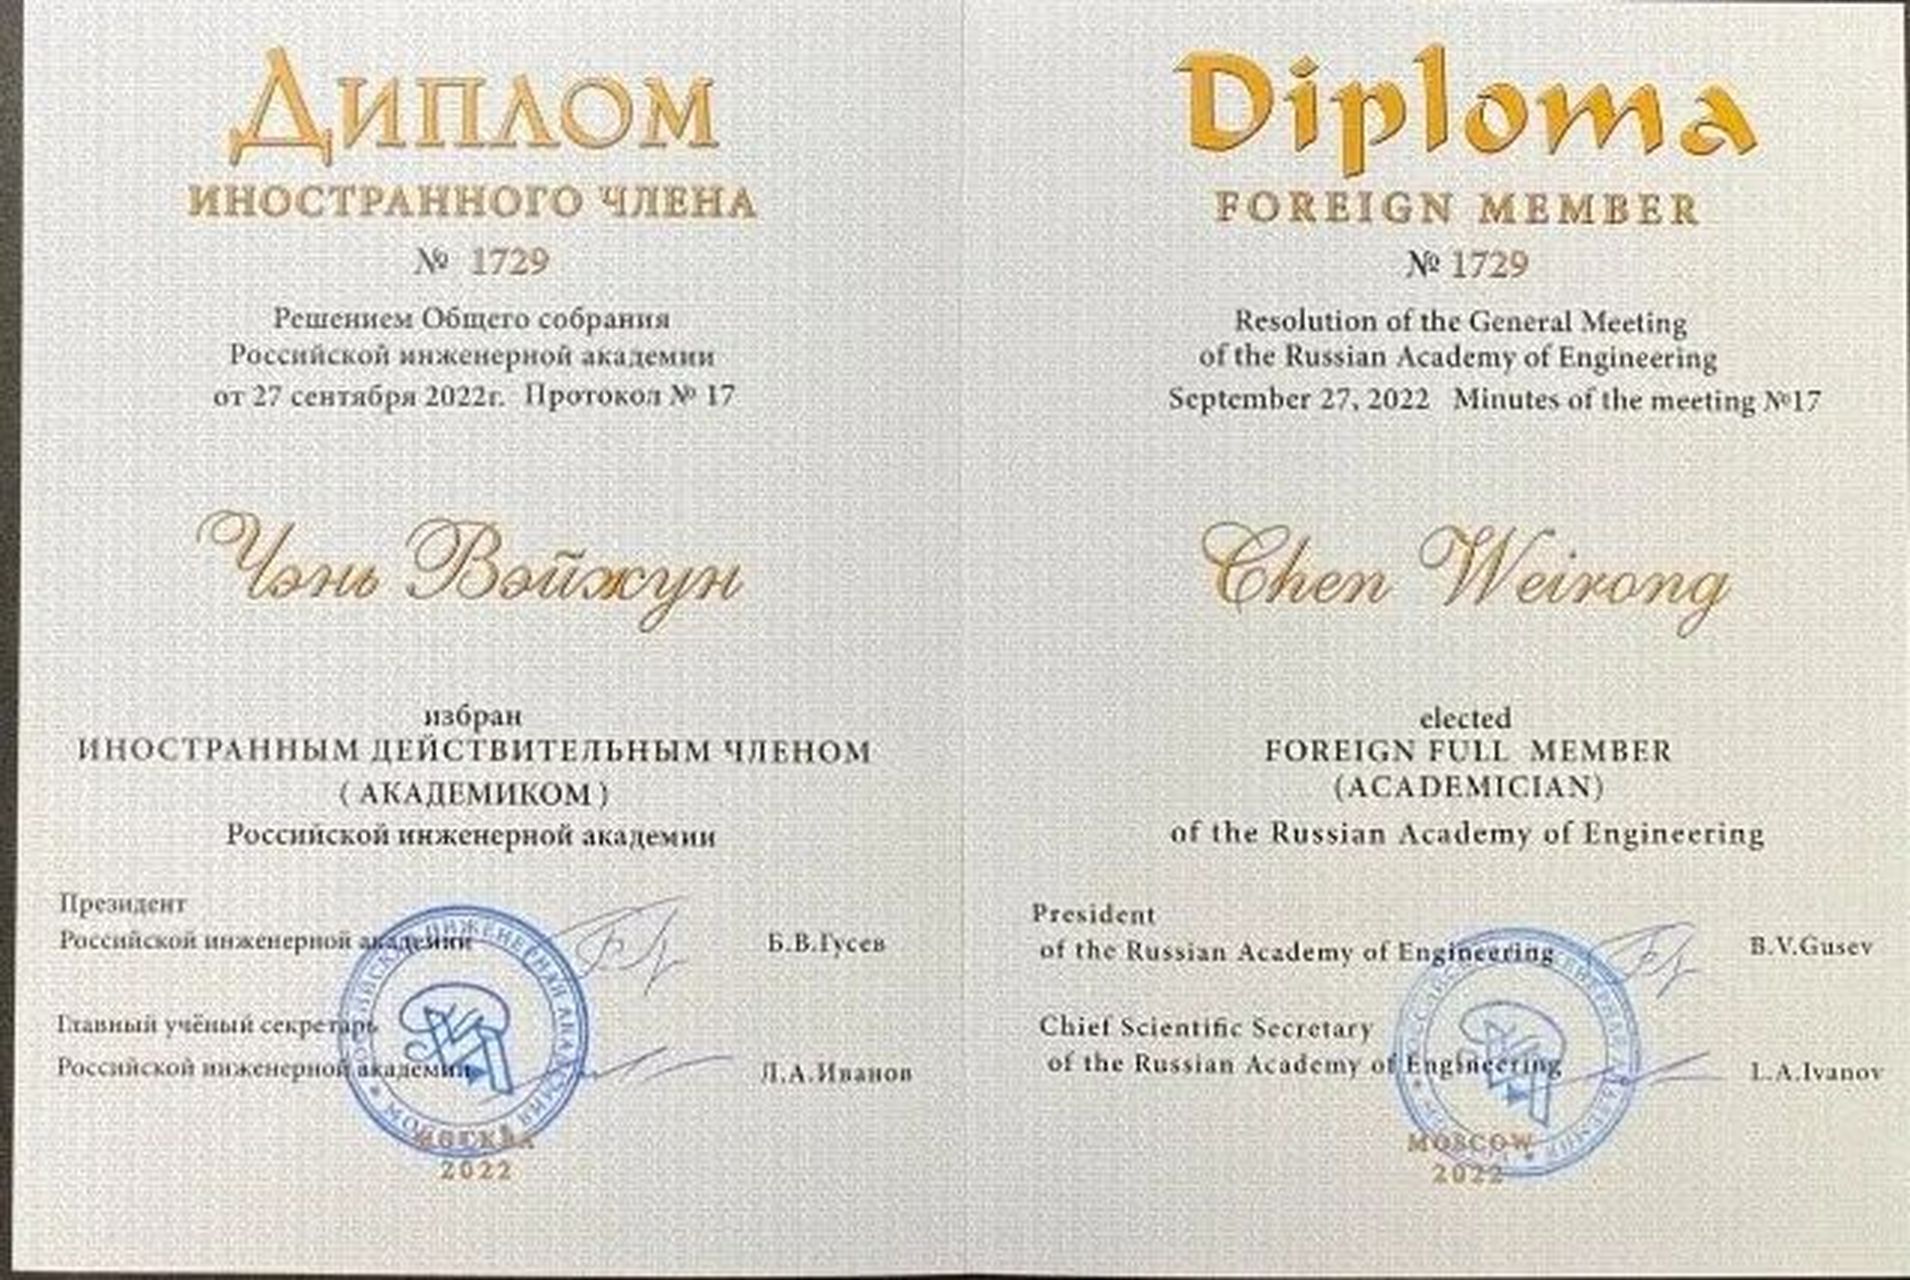 Диплом
ИНОСТРАННОГО ЧЛЕНА
№ 1729
Решением Общего собрания
Российской инженерной академии
от 27 сентября 2022г. Протокол № 17
Чэнь Вэйжун
избран
ИНОСТРАННЫМ ДЕЙСТВИТЕЛЬНЫМ ЧЛЕНОМ
( АКАДЕМИКОМ )
Российской инженерной академии
Президент
Российской инженерной академии
Б.В.Гусев
Главный учёный секретарь
Российской инженерной академии
Л.А.Иванов
МОСКВА
2022
Diploma
FOREIGN MEMBER
№ 1729
Resolution of the General Meeting
of the Russian Academy of Engineering
September 27, 2022 Minutes of the meeting №17
Chen Weirong
elected
FOREIGN FULL MEMBER
(ACADEMICIAN)
of the Russian Academy of Engineering
President
of the Russian Academy of Engineering
B.V.Gusev
Chief Scientific Secretary
of the Russian Academy of Engineering
L.A.Ivanov
MOSCOW
2022